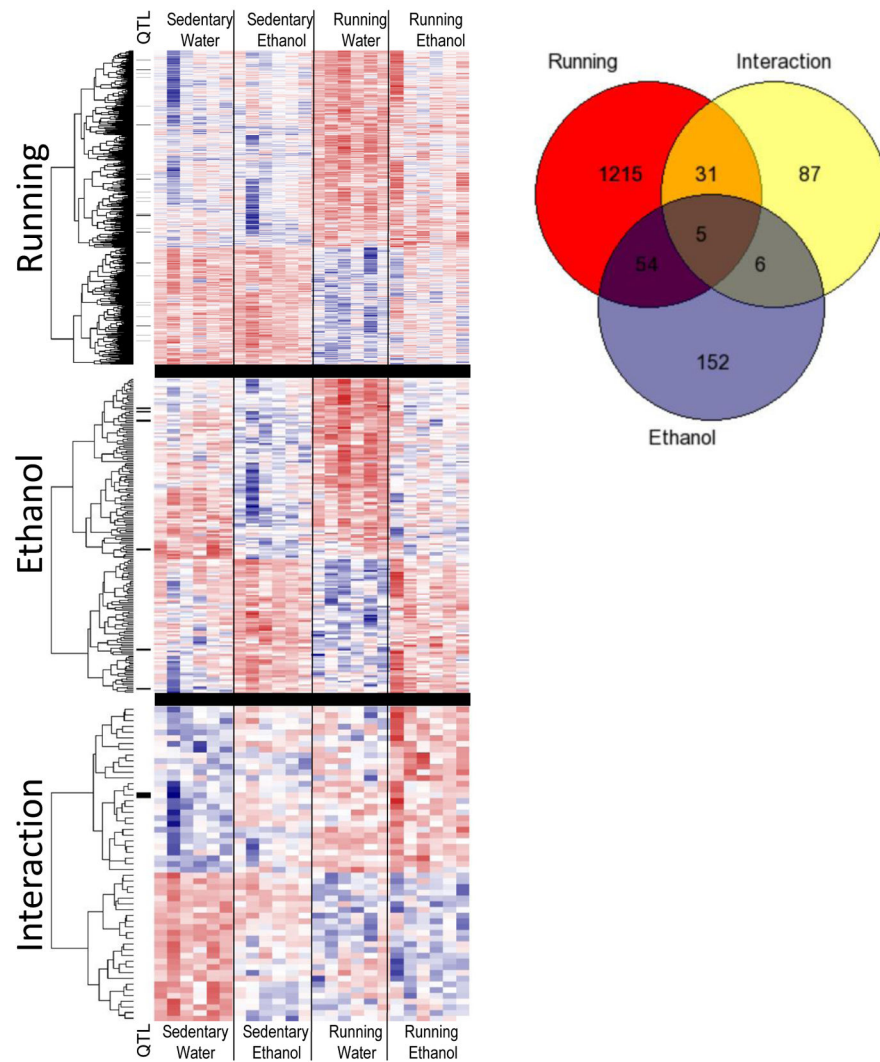 QTL
Sedentary Water
Sedentary Ethanol
Running Water
Running Ethanol
Running
Ethanol
Interaction
QTL
Sedentary Water
Sedentary Ethanol
Running Water
Running Ethanol
Running
Interaction
1215
31
87
5
54
6
152
Ethanol